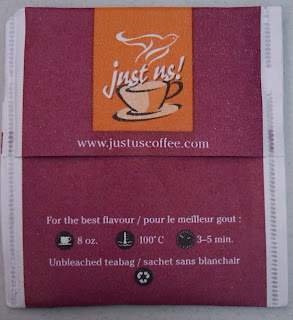 just us!
www.justuscoffee.com
For the best flavour / pour le meilleur gout :
8 oz. 100°C 3–5 min.
Unbleached teabag / sachet sans blanchair